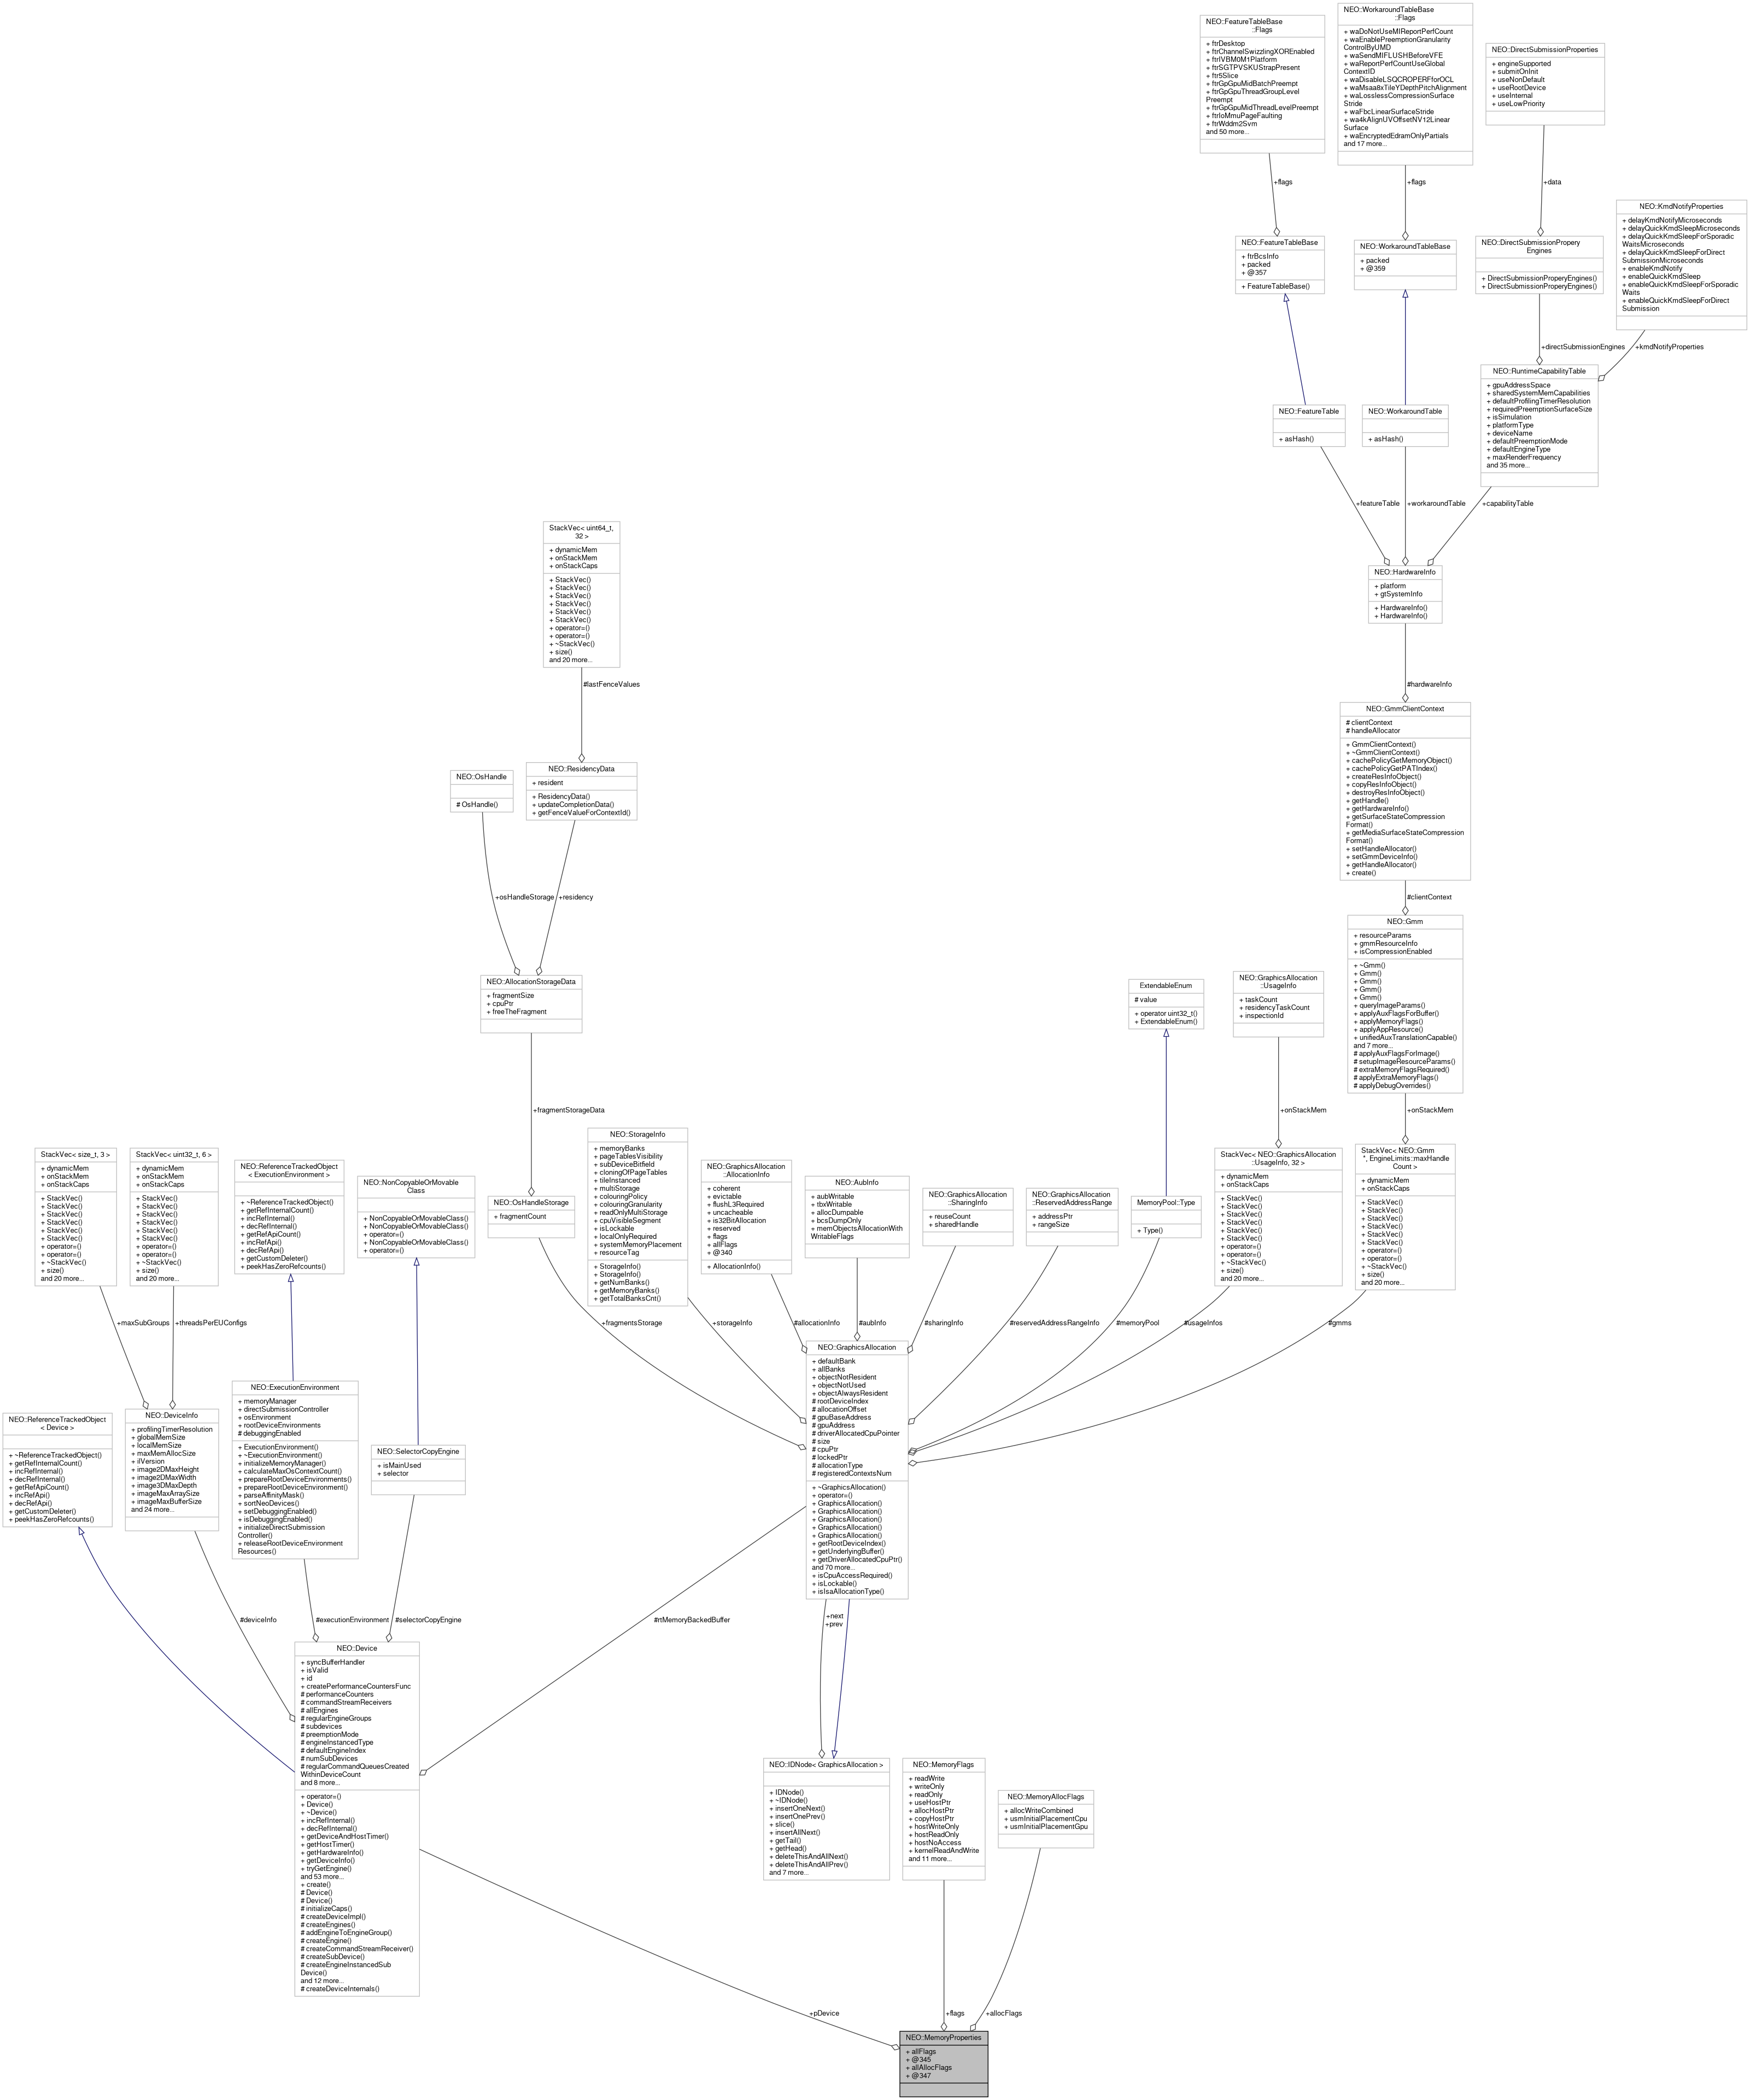 NEO::FeatureTableBase
::Flags
+ ftrDesktop
+ ftrChannelSwizzlingXOREnabled
+ ftrIVBM0M1Platform
+ ftrSGTPVSKUStrapPresent
+ ftr5Slice
+ ftrGpGpuMidBatchPreempt
+ ftrGpGpuThreadGroupLevel
Preempt
+ ftrGpGpuMidThreadLevelPreempt
+ ftrIoMmuPageFaulting
+ ftrWddm2Svm
and 50 more...
NEO::WorkaroundTableBase
::Flags
+ waDoNotUseMIReportPerfCount
+ waEnablePreemptionGranularity
ControlByUMD
+ waSendMIFLUSHBeforeVFE
+ waReportPerfCountUseGlobal
ContextID
+ waDisableLSQCROPERFforOCL
+ waMsaa8xTileYDepthPitchAlignment
+ waLosslessCompressionSurface
Stride
+ waFbcLinearSurfaceStride
+ wa4kAlignUVOffsetNV12Linear
Surface
+ waEncryptedEdramOnlyPartials
and 17 more...
NEO::DirectSubmissionProperties
+ engineSupported
+ submitOnInit
+ useNonDefault
+ useRootDevice
+ useInternal
+ useLowPriority
+flags
+flags
+data
NEO::KmdNotifyProperties
+ delayKmdNotifyMicroseconds
+ delayQuickKmdSleepMicroseconds
+ delayQuickKmdSleepForSporadic
WaitsMicroseconds
+ delayQuickKmdSleepForDirect
SubmissionMicroseconds
+ enableKmdNotify
+ enableQuickKmdSleep
+ enableQuickKmdSleepForSporadic
Waits
+ enableQuickKmdSleepForDirect
Submission
NEO::FeatureTableBase
+ ftrBcsInfo
+ packed
+ @357
+ FeatureTableBase()
NEO::WorkaroundTableBase
+ packed
+ @359
NEO::DirectSubmissionPropery
Engines
+ DirectSubmissionProperyEngines()
+ DirectSubmissionProperyEngines()
+directSubmissionEngines
+kmdNotifyProperties
NEO::RuntimeCapabilityTable
+ gpuAddressSpace
+ sharedSystemMemCapabilities
+ defaultProfilingTimerResolution
+ requiredPreemptionSurfaceSize
+ isSimulation
+ platformType
+ deviceName
+ defaultPreemptionMode
+ defaultEngineType
+ maxRenderFrequency
and 35 more...
NEO::FeatureTable
+ asHash()
NEO::WorkaroundTable
+ asHash()
+featureTable
+workaroundTable
+capabilityTable
NEO::HardwareInfo
+ platform
+ gtSystemInfo
+ HardwareInfo()
+ HardwareInfo()
#hardwareInfo
StackVec< uint64_t,
32 >
+ dynamicMem
+ onStackMem
+ onStackCaps
+ StackVec()
+ StackVec()
+ StackVec()
+ StackVec()
+ StackVec()
+ StackVec()
+ operator=()
+ operator=()
+ ~StackVec()
+ size()
and 20 more...
#lastFenceValues
NEO::GmmClientContext
# clientContext
# handleAllocator
+ GmmClientContext()
+ ~GmmClientContext()
+ cachePolicyGetMemoryObject()
+ cachePolicyGetPATIndex()
+ createResInfoObject()
+ copyResInfoObject()
+ destroyResInfoObject()
+ getHandle()
+ getHardwareInfo()
+ getSurfaceStateCompression
Format()
+ getMediaSurfaceStateCompression
Format()
+ setHandleAllocator()
+ setGmmDeviceInfo()
+ getHandleAllocator()
+ create()
#clientContext
NEO::OsHandle
# OsHandle()
NEO::ResidencyData
+ resident
+ ResidencyData()
+ updateCompletionData()
+ getFenceValueForContextId()
+osHandleStorage
+residency
NEO::AllocationStorageData
+ fragmentSize
+ cpuPtr
+ freeTheFragment
+fragmentStorageData
ExtendableEnum
# value
+ operator uint32_t()
+ ExtendableEnum()
NEO::GraphicsAllocation
::UsageInfo
+ taskCount
+ residencyTaskCount
+ inspectionId
+onStackMem
NEO::Gmm
+ resourceParams
+ gmmResourceInfo
+ isCompressionEnabled
+ ~Gmm()
+ Gmm()
+ Gmm()
+ Gmm()
+ Gmm()
+ queryImageParams()
+ applyAuxFlagsForBuffer()
+ applyMemoryFlags()
+ applyAppResource()
+ unifiedAuxTranslationCapable()
and 7 more...
# applyAuxFlagsForImage()
# setupImageResourceParams()
# extraMemoryFlagsRequired()
# applyExtraMemoryFlags()
# applyDebugOverrides()
+onStackMem
StackVec< size_t, 3 >
+ dynamicMem
+ onStackMem
+ onStackCaps
+ StackVec()
+ StackVec()
+ StackVec()
+ StackVec()
+ StackVec()
+ StackVec()
+ operator=()
+ operator=()
+ ~StackVec()
+ size()
and 20 more...
StackVec< uint32_t, 6 >
+ dynamicMem
+ onStackMem
+ onStackCaps
+ StackVec()
+ StackVec()
+ StackVec()
+ StackVec()
+ StackVec()
+ StackVec()
+ operator=()
+ operator=()
+ ~StackVec()
+ size()
and 20 more...
NEO::ReferenceTrackedObject
< ExecutionEnvironment >
+ ~ReferenceTrackedObject()
+ getRefInternalCount()
+ incRefInternal()
+ decRefInternal()
+ getRefApiCount()
+ incRefApi()
+ decRefApi()
+ getCustomDeleter()
+ peekHasZeroRefcounts()
NEO::NonCopyableOrMovable
Class
+ NonCopyableOrMovableClass()
+ NonCopyableOrMovableClass()
+ operator=()
+ NonCopyableOrMovableClass()
+ operator=()
NEO::OsHandleStorage
+ fragmentCount
NEO::StorageInfo
+ memoryBanks
+ pageTablesVisibility
+ subDeviceBitfield
+ cloningOfPageTables
+ tileInstanced
+ multiStorage
+ colouringPolicy
+ colouringGranularity
+ readOnlyMultiStorage
+ cpuVisibleSegment
+ isLockable
+ localOnlyRequired
+ systemMemoryPlacement
+ resourceTag
+ StorageInfo()
+ StorageInfo()
+ getNumBanks()
+ getMemoryBanks()
+ getTotalBanksCnt()
NEO::GraphicsAllocation
::AllocationInfo
+ coherent
+ evictable
+ flushL3Required
+ uncacheable
+ is32BitAllocation
+ reserved
+ flags
+ allFlags
+ @340
+ AllocationInfo()
NEO::AubInfo
+ aubWritable
+ tbxWritable
+ allocDumpable
+ bcsDumpOnly
+ memObjectsAllocationWith
WritableFlags
NEO::GraphicsAllocation
::SharingInfo
+ reuseCount
+ sharedHandle
NEO::GraphicsAllocation
::ReservedAddressRange
+ addressPtr
+ rangeSize
MemoryPool::Type
+ Type()
StackVec< NEO::GraphicsAllocation
::UsageInfo, 32 >
+ dynamicMem
+ onStackCaps
+ StackVec()
+ StackVec()
+ StackVec()
+ StackVec()
+ StackVec()
+ StackVec()
+ operator=()
+ operator=()
+ ~StackVec()
+ size()
and 20 more...
StackVec< NEO::Gmm
*, EngineLimits::maxHandle
Count >
+ dynamicMem
+ onStackCaps
+ StackVec()
+ StackVec()
+ StackVec()
+ StackVec()
+ StackVec()
+ StackVec()
+ operator=()
+ operator=()
+ ~StackVec()
+ size()
and 20 more...
+maxSubGroups
+threadsPerEUConfigs
+fragmentsStorage
+storageInfo
#allocationInfo
#aubInfo
#sharingInfo
#reservedAddressRangeInfo
#memoryPool
#usageInfos
#gmms
NEO::ReferenceTrackedObject
< Device >
+ ~ReferenceTrackedObject()
+ getRefInternalCount()
+ incRefInternal()
+ decRefInternal()
+ getRefApiCount()
+ incRefApi()
+ decRefApi()
+ getCustomDeleter()
+ peekHasZeroRefcounts()
NEO::DeviceInfo
+ profilingTimerResolution
+ globalMemSize
+ localMemSize
+ maxMemAllocSize
+ ilVersion
+ image2DMaxHeight
+ image2DMaxWidth
+ image3DMaxDepth
+ imageMaxArraySize
+ imageMaxBufferSize
and 24 more...
NEO::ExecutionEnvironment
+ memoryManager
+ directSubmissionController
+ osEnvironment
+ rootDeviceEnvironments
# debuggingEnabled
+ ExecutionEnvironment()
+ ~ExecutionEnvironment()
+ initializeMemoryManager()
+ calculateMaxOsContextCount()
+ prepareRootDeviceEnvironments()
+ prepareRootDeviceEnvironment()
+ parseAffinityMask()
+ sortNeoDevices()
+ setDebuggingEnabled()
+ isDebuggingEnabled()
+ initializeDirectSubmission
Controller()
+ releaseRootDeviceEnvironment
Resources()
NEO::SelectorCopyEngine
+ isMainUsed
+ selector
NEO::GraphicsAllocation
+ defaultBank
+ allBanks
+ objectNotResident
+ objectNotUsed
+ objectAlwaysResident
# rootDeviceIndex
# allocationOffset
# gpuBaseAddress
# gpuAddress
# driverAllocatedCpuPointer
# size
# cpuPtr
# lockedPtr
# allocationType
# registeredContextsNum
+ ~GraphicsAllocation()
+ operator=()
+ GraphicsAllocation()
+ GraphicsAllocation()
+ GraphicsAllocation()
+ GraphicsAllocation()
+ GraphicsAllocation()
+ getRootDeviceIndex()
+ getUnderlyingBuffer()
+ getDriverAllocatedCpuPtr()
and 70 more...
+ isCpuAccessRequired()
+ isLockable()
+ isIsaAllocationType()
#deviceInfo
#executionEnvironment
#selectorCopyEngine
#rtMemoryBackedBuffer
+next
+prev
NEO::Device
+ syncBufferHandler
+ isValid
+ id
+ createPerformanceCountersFunc
# performanceCounters
# commandStreamReceivers
# allEngines
# regularEngineGroups
# subdevices
# preemptionMode
# engineInstancedType
# defaultEngineIndex
# numSubDevices
# regularCommandQueuesCreated
WithinDeviceCount
and 8 more...
+ operator=()
+ Device()
+ ~Device()
+ incRefInternal()
+ decRefInternal()
+ getDeviceAndHostTimer()
+ getHostTimer()
+ getHardwareInfo()
+ getDeviceInfo()
+ tryGetEngine()
and 53 more...
+ create()
# Device()
# Device()
# initializeCaps()
# createDeviceImpl()
# createEngines()
# addEngineToEngineGroup()
# createEngine()
# createCommandStreamReceiver()
# createSubDevice()
# createEngineInstancedSub
Device()
and 12 more...
# createDeviceInternals()
NEO::IDNode< GraphicsAllocation >
+ IDNode()
+ ~IDNode()
+ insertOneNext()
+ insertOnePrev()
+ slice()
+ insertAllNext()
+ getTail()
+ getHead()
+ deleteThisAndAllNext()
+ deleteThisAndAllPrev()
and 7 more...
NEO::MemoryFlags
+ readWrite
+ writeOnly
+ readOnly
+ useHostPtr
+ allocHostPtr
+ copyHostPtr
+ hostWriteOnly
+ hostReadOnly
+ hostNoAccess
+ kernelReadAndWrite
and 11 more...
NEO::MemoryAllocFlags
+ allocWriteCombined
+ usmInitialPlacementCpu
+ usmInitialPlacementGpu
+pDevice
+flags
+allocFlags
NEO::MemoryProperties
+ allFlags
+ @345
+ allAllocFlags
+ @347